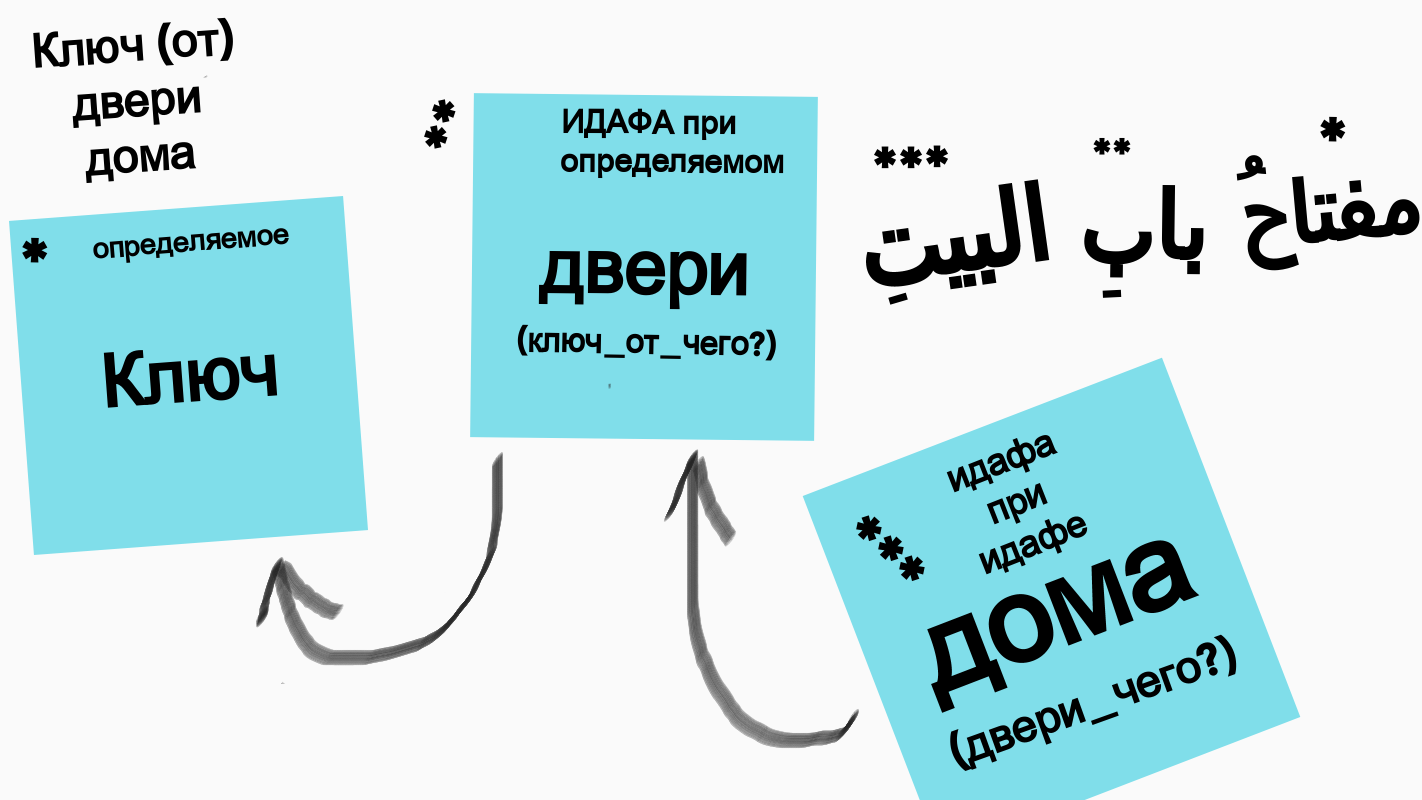 Ключ (от)
двери
дома
* определяемое
Ключ
**
ИДАФА при
определяемом
двери
(ключ_от_чего?)
*** ** *
مفتاحُ بابِ البيتِ
идафа
при
идафе
***
дома
(двери_чего?)